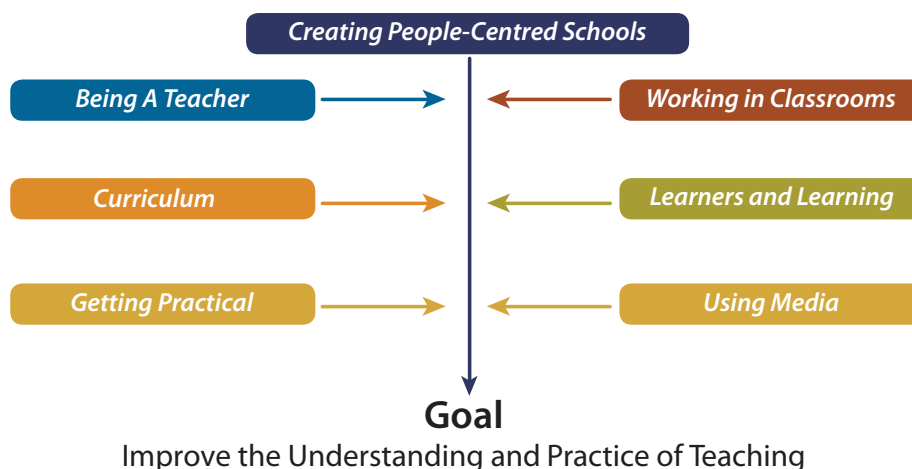 Creating People-Centred Schools
Being A Teacher
Working in Classrooms
Curriculum
Learners and Learning
Getting Practical
Using Media
Goal
Improve the Understanding and Practice of Teaching